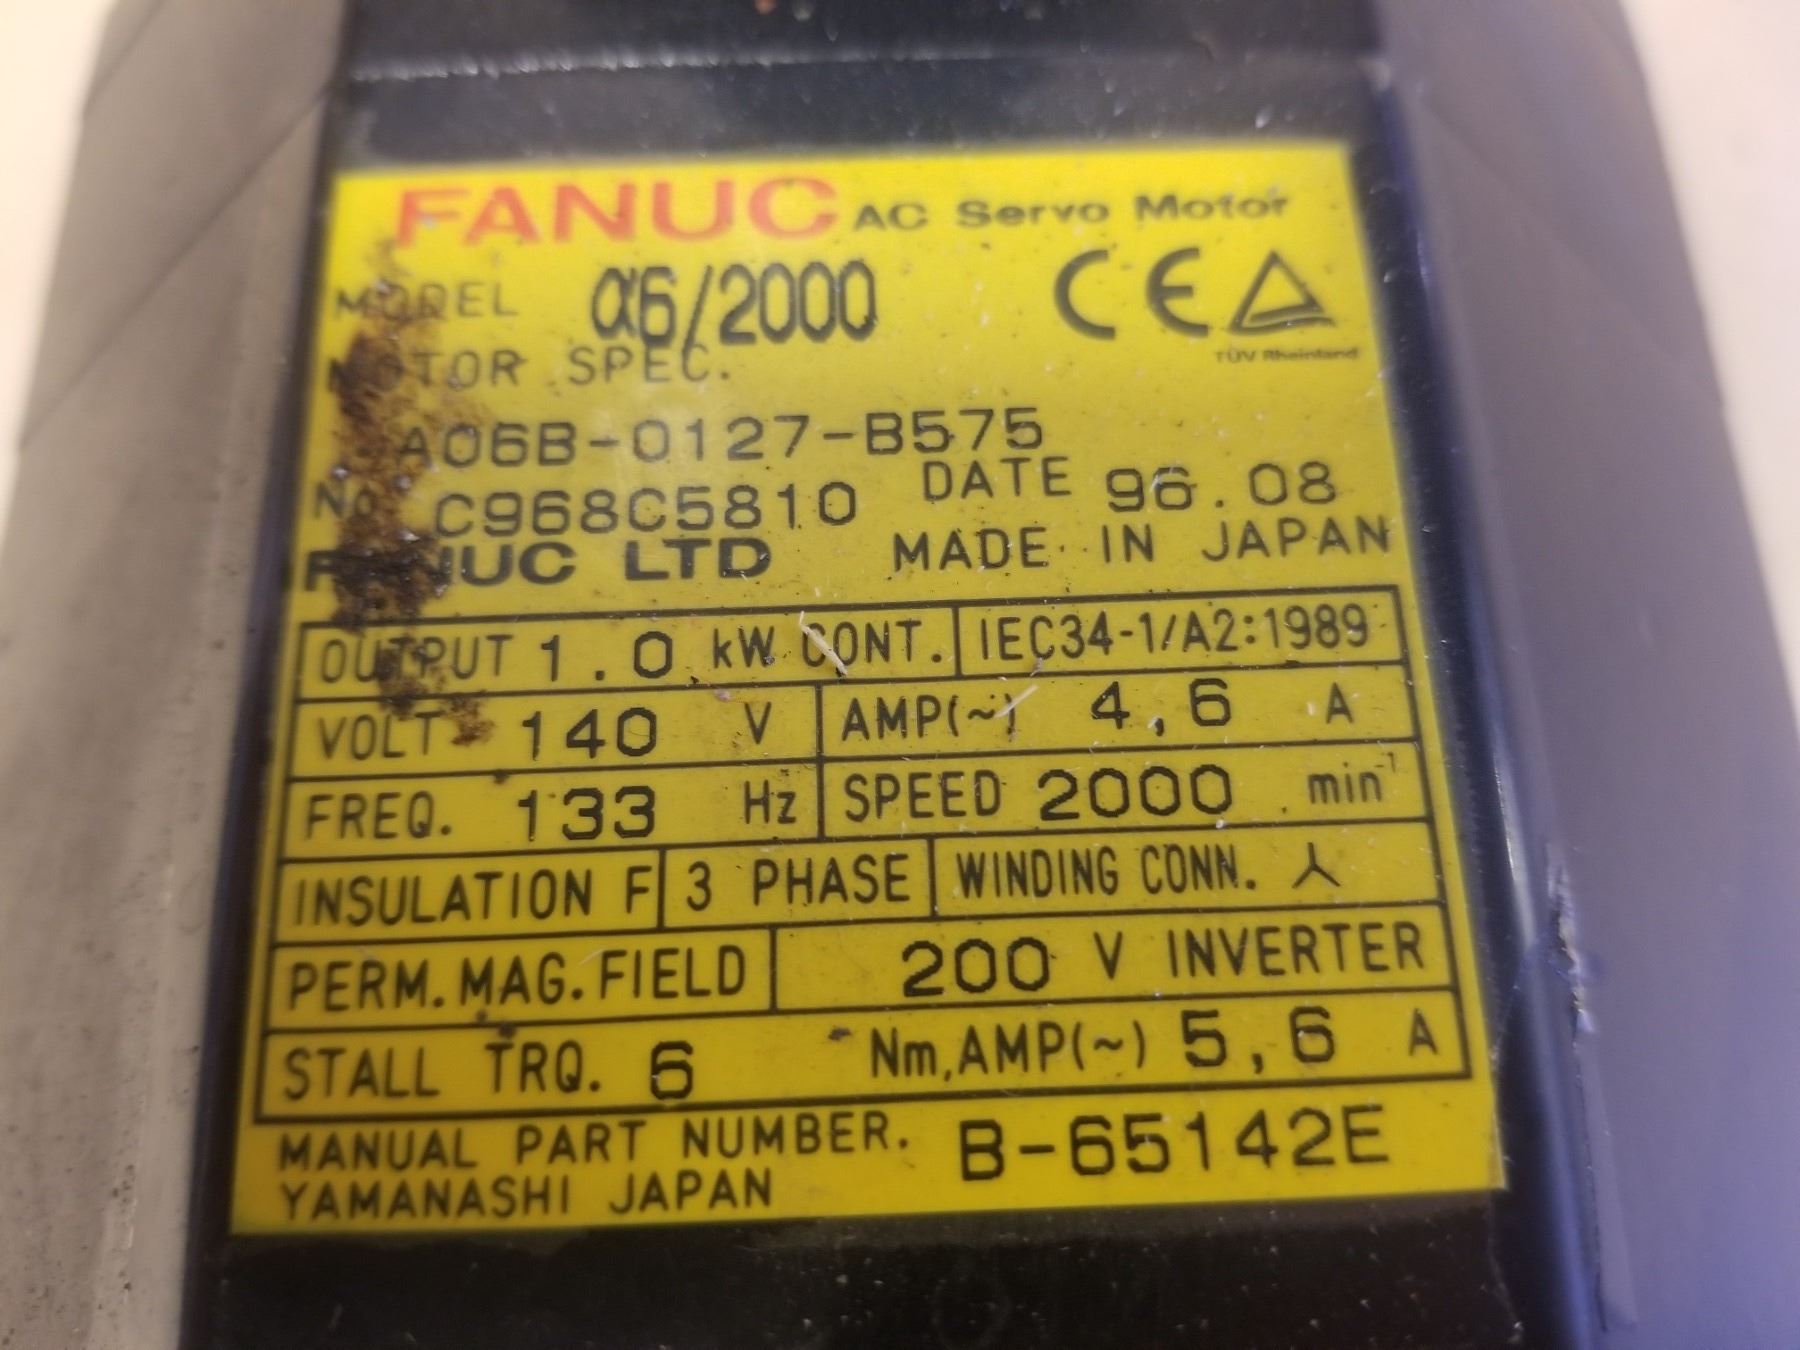 FANUC AC Servo Motor
MODEL α6/2000 CE
TÜV Rheinland
MOTOR SPEC.
A06B-0127-B575
No. C968C5810 DATE 96.08
FANUC LTD MADE IN JAPAN
OUTPUT 1.0 kW CONT. IEC34-1/A2:1989
VOLT 140 V AMP(~) 4,6 A
FREQ. 133 Hz SPEED 2000 min⁻¹
INSULATION F 3 PHASE WINDING CONN. ⅄
PERM.MAG.FIELD 200 V INVERTER
STALL TRQ. 6 Nm,AMP(~) 5,6 A
MANUAL PART NUMBER. B-65142E
YAMANASHI JAPAN